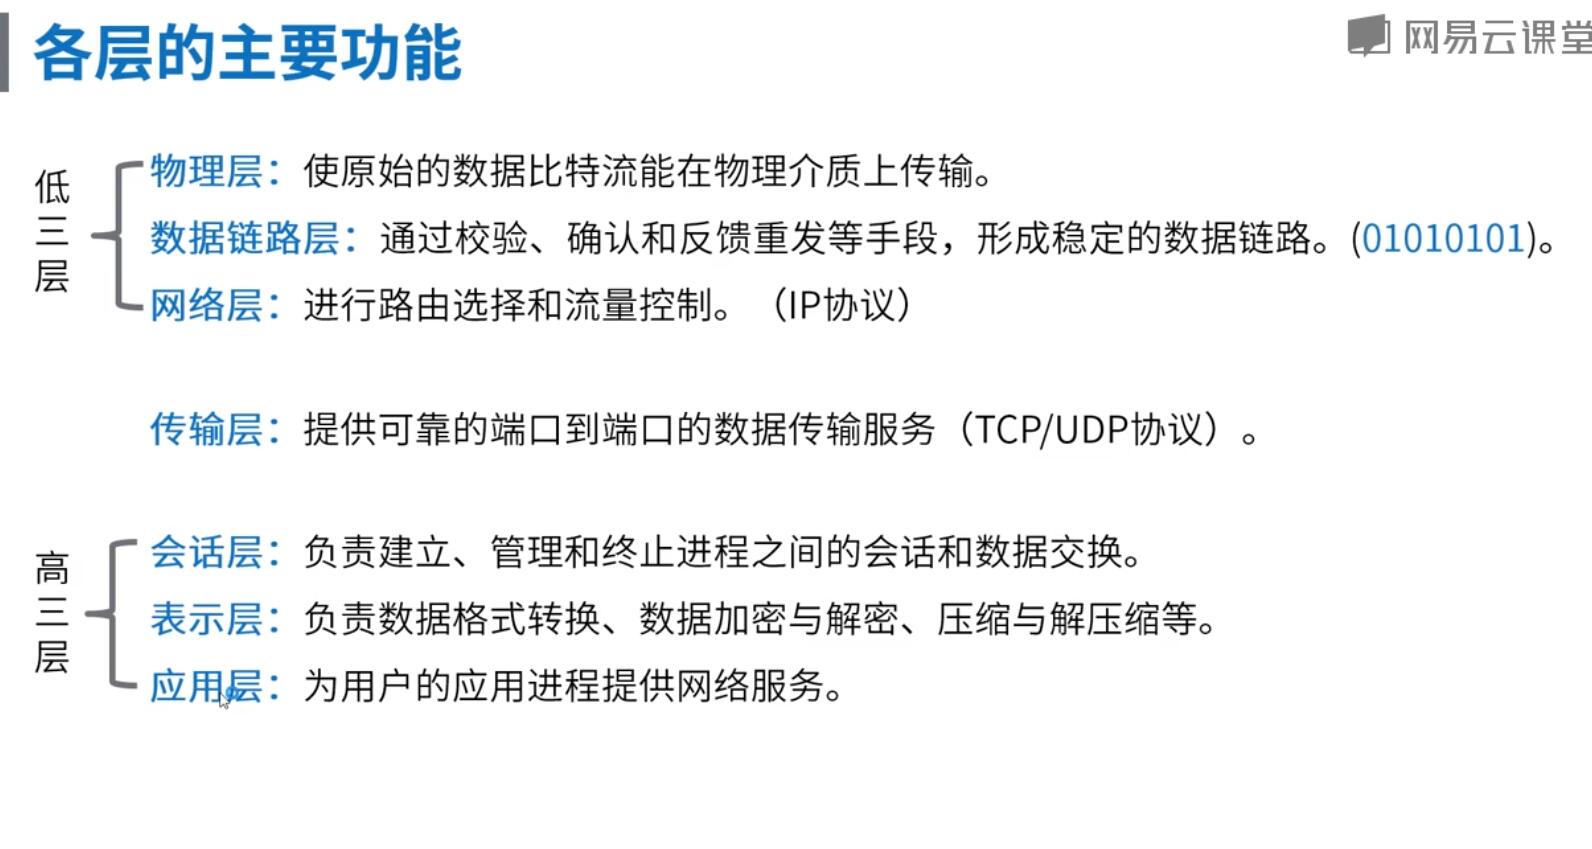 各层的主要功能
网易云课堂
低三层
物理层：使原始的数据比特流能在物理介质上传输。
数据链路层：通过校验、确认和反馈重发等手段，形成稳定的数据链路。(01010101)。
网络层：进行路由选择和流量控制。（IP协议）
传输层：提供可靠的端口到端口的数据传输服务（TCP/UDP协议）。
高三层
会话层：负责建立、管理和终止进程之间的会话和数据交换。
表示层：负责数据格式转换、数据加密与解密、压缩与解压缩等。
应用层：为用户的应用进程提供网络服务。